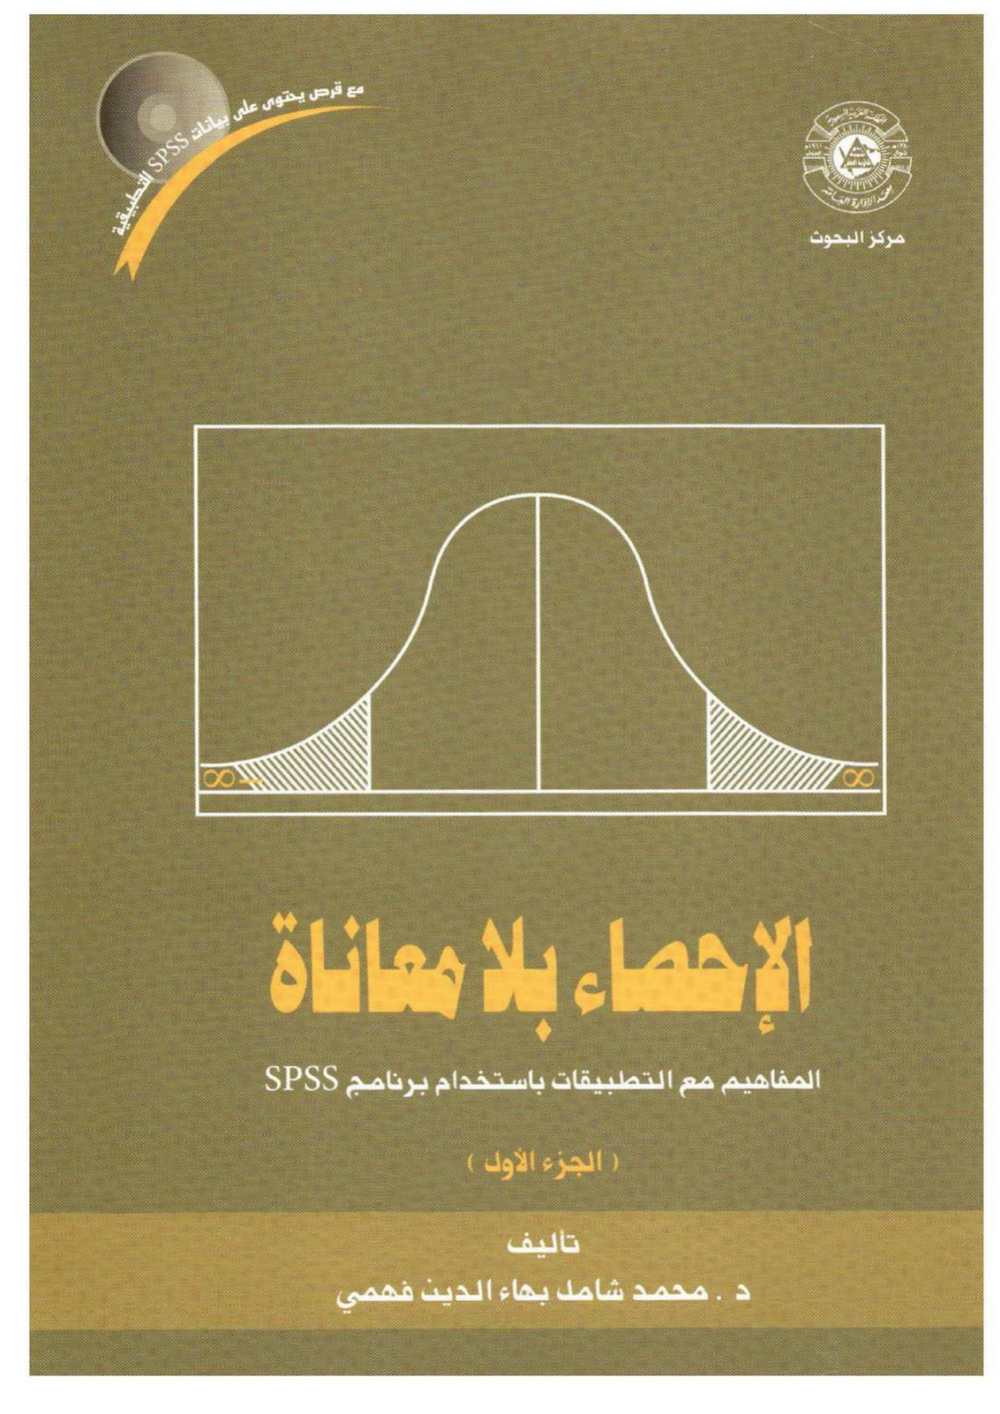 مع قرص يحتوى على بيانات SPSS التطبيقية
مركز البحوث
∞ –
∞
الإحصاء بلا معاناة
المفاهيم مع التطبيقات باستخدام برنامج SPSS
( الجزء الأول )
تأليف
د . محمد شامل بهاء الدين فهمي